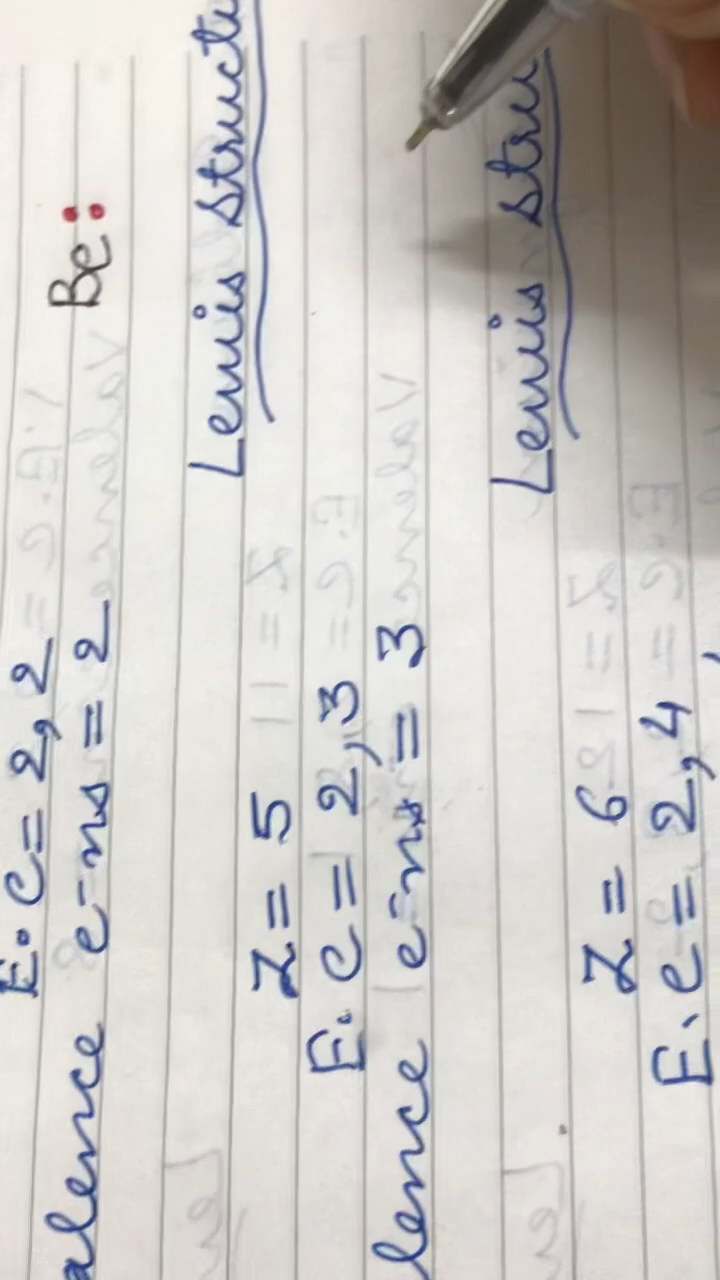 E.C = 2,2
alence e-ns = 2 Be:
Lewis Structu
Z = 5
E.C = 2,3
lence e-ns = 3
Lewis Stru
Z = 6
E.C = 2,4